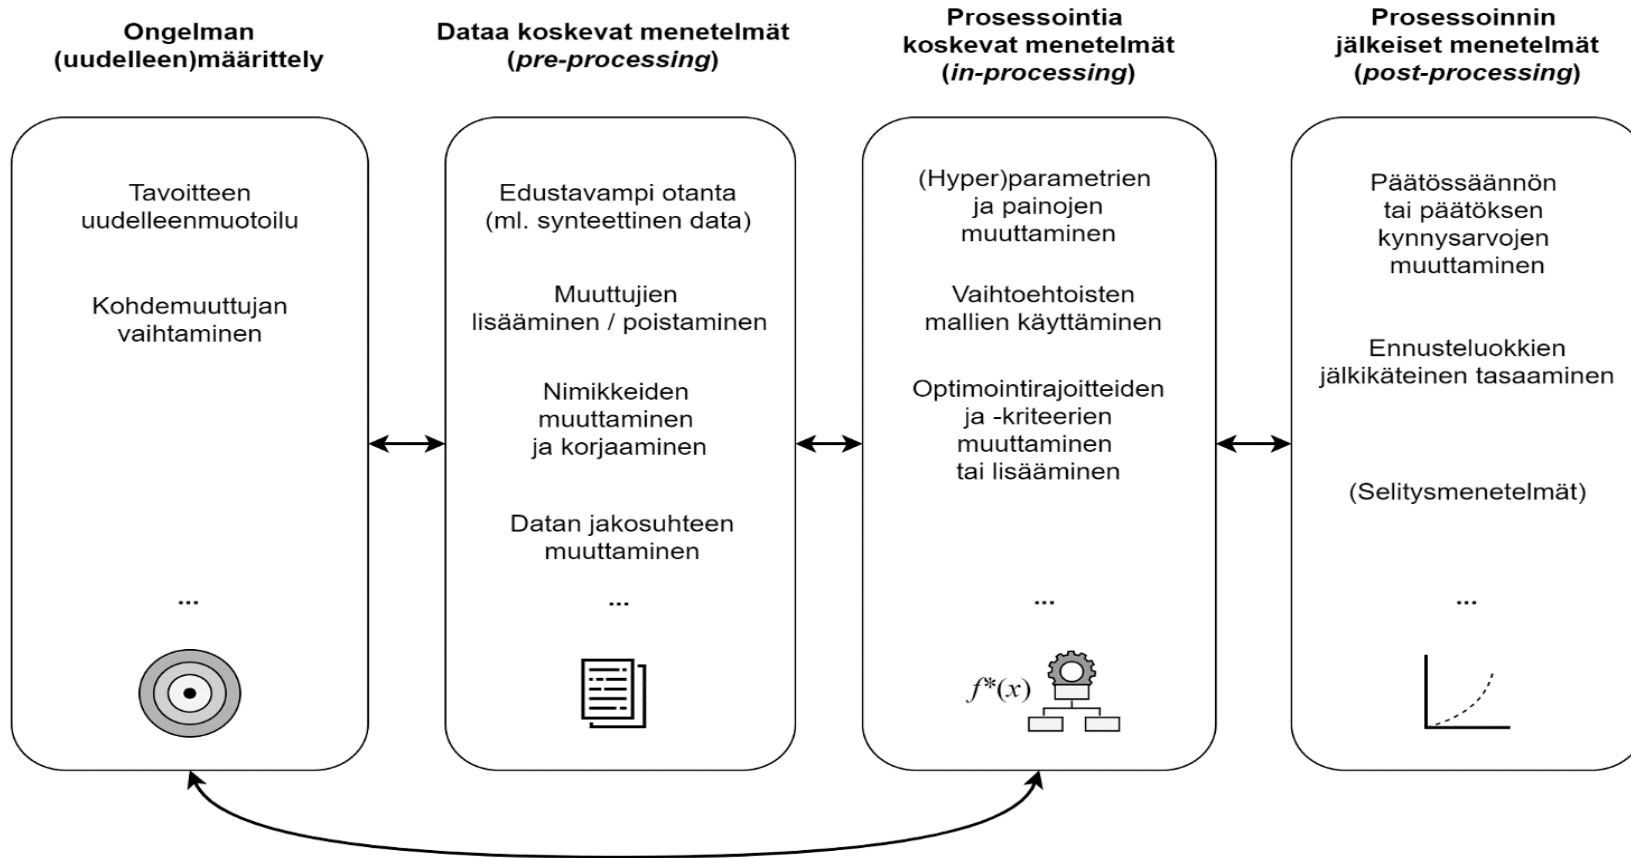 Ongelman
(uudelleen)määrittely
Tavoitteen
uudelleenmuotoilu
Kohdemuuttujan
vaihtaminen
...
Dataa koskevat menetelmät
(pre-processing)
Edustavampi otanta
(ml. synteettinen data)
Muuttujien
lisääminen / poistaminen
Nimikkeiden
muuttaminen
ja korjaaminen
Datan jakosuhteen
muuttaminen
...
Prosessointia
koskevat menetelmät
(in-processing)
(Hyper)parametrien
ja painojen
muuttaminen
Vaihtoehtoisten
mallien käyttäminen
Optimointirajoitteiden
ja -kriteerien
muuttaminen
tai lisääminen
...
f*(x)
Prosessoinnin
jälkeiset menetelmät
(post-processing)
Päätössäännön
tai päätöksen
kynnysarvojen
muuttaminen
Ennusteluokkien
jälkikäteinen tasaaminen
(Selitysmenetelmät)
...